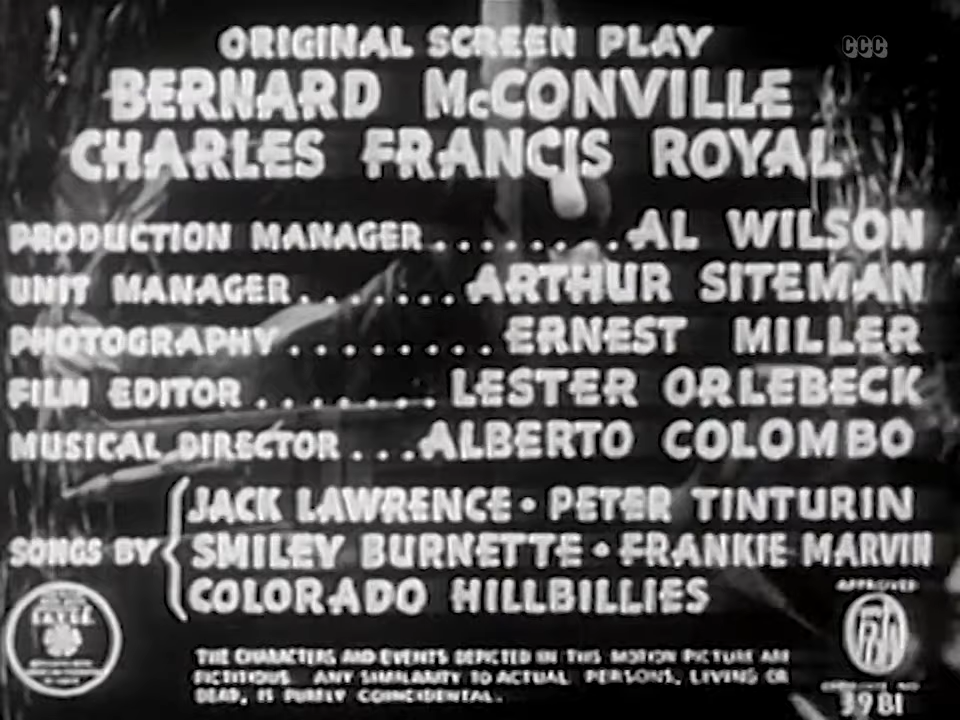 CCC
ORIGINAL SCREEN PLAY
BERNARD McCONVILLE
CHARLES FRANCIS ROYAL
PRODUCTION MANAGER........AL WILSON
UNIT MANAGER.......ARTHUR SITEMAN
PHOTOGRAPHY.........ERNEST MILLER
FILM EDITOR.......LESTER ORLEBECK
MUSICAL DIRECTOR...ALBERTO COLOMBO
SONGS BY { JACK LAWRENCE • PETER TINTURIN
SMILEY BURNETTE • FRANKIE MARVIN
COLORADO HILLBILLIES
THE CHARACTERS AND EVENTS DEPICTED IN THIS MOTION PICTURE ARE
FICTITIOUS. ANY SIMILARITY TO ACTUAL PERSONS, LIVING OR
DEAD, IS PURELY COINCIDENTAL.
APPROVED
3981